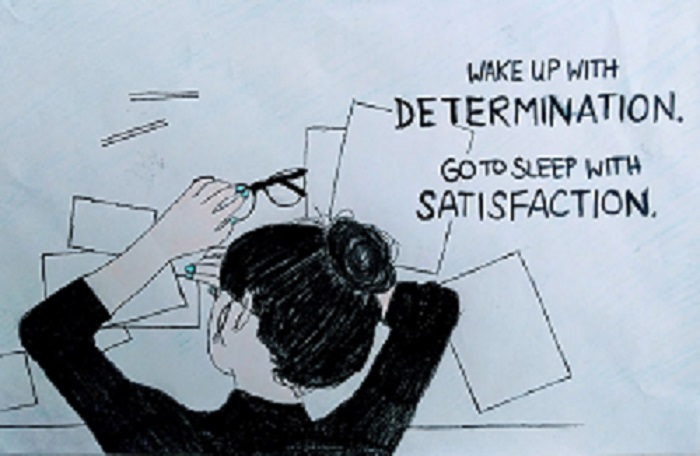 WAKE UP WITH
DETERMINATION.
GO TO SLEEP WITH
SATISFACTION.